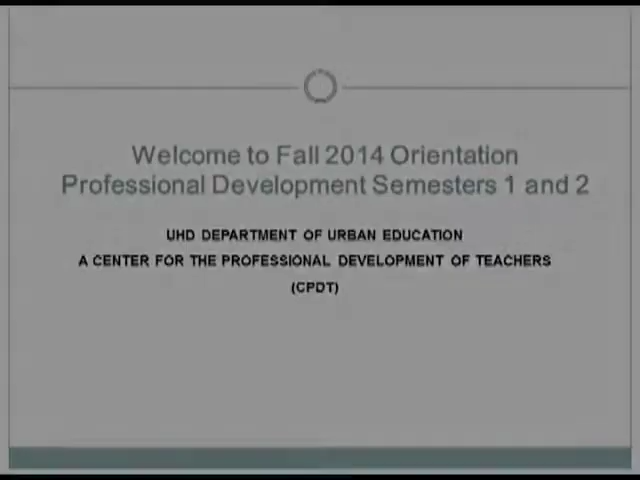 Welcome to Fall 2014 Orientation
Professional Development Semesters 1 and 2
UHD DEPARTMENT OF URBAN EDUCATION
A CENTER FOR THE PROFESSIONAL DEVELOPMENT OF TEACHERS
(CPDT)